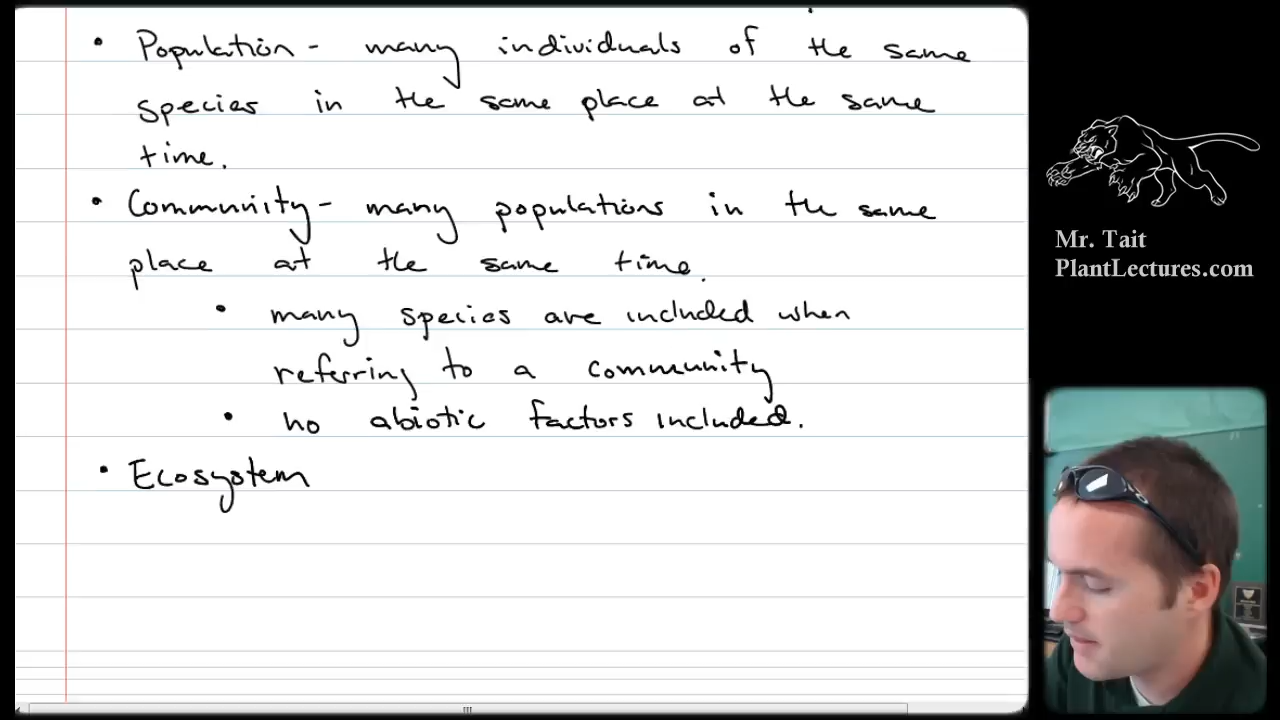 • Population - many individuals of the same
species in the same place at the same
time.
• Community - many populations in the same
place at the same time.
• many species are included when
referring to a community
• no abiotic factors included.
• Ecosystem
Mr. Tait
PlantLectures.com